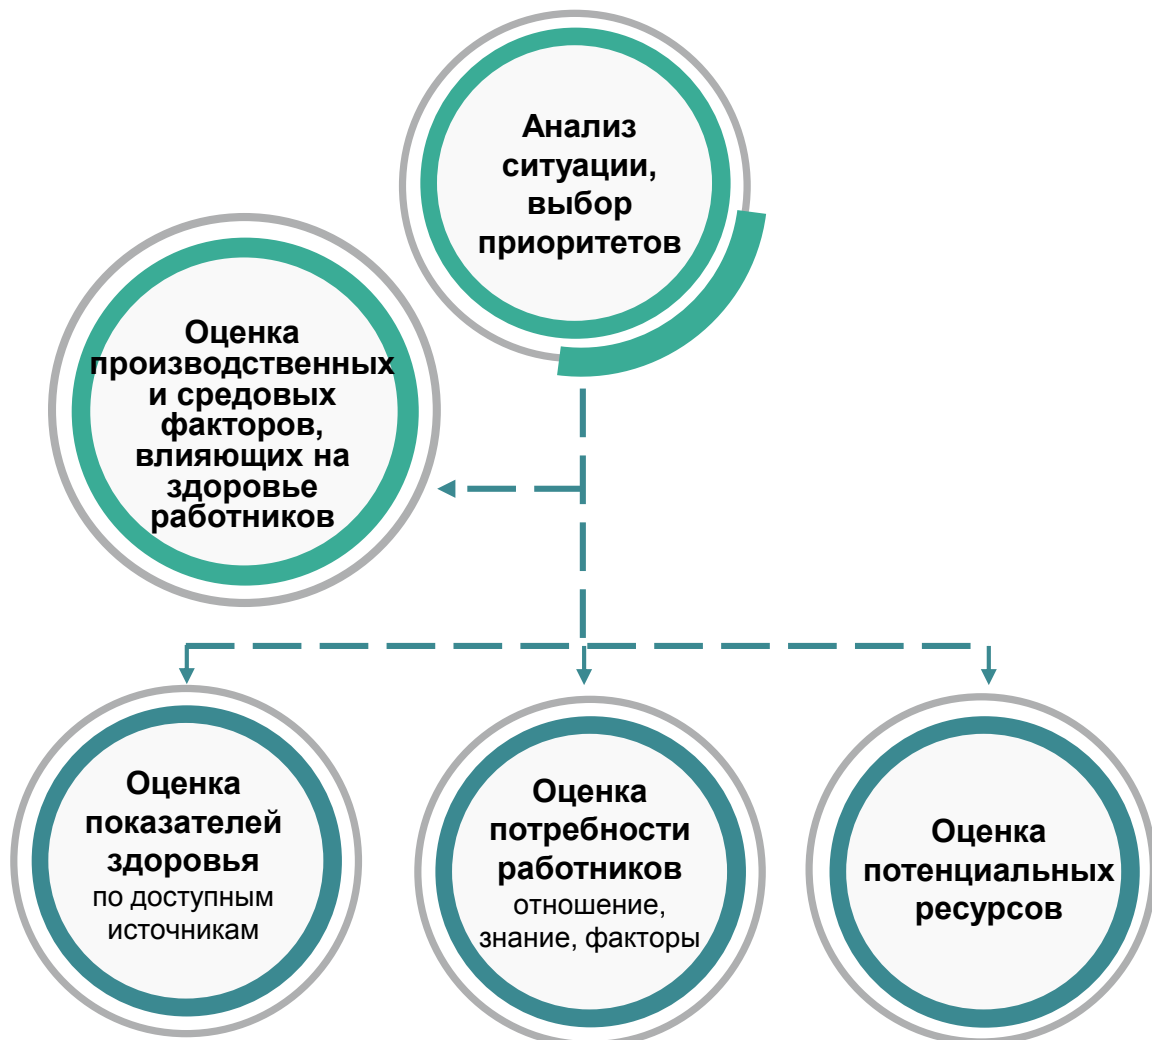 Анализ
ситуации,
выбор
приоритетов
Оценка
производственных
и средовых
факторов,
влияющих на
здоровье
работников
Оценка
показателей
здоровья
по доступным
источникам
Оценка
потребности
работников
отношение,
знание, факторы
Оценка
потенциальных
ресурсов